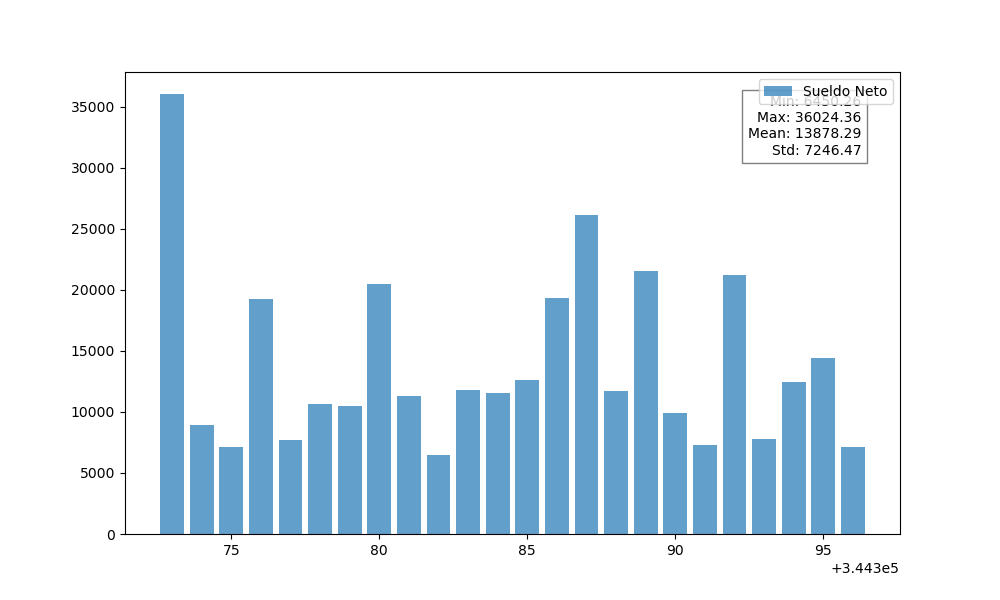 35000
30000
25000
20000
15000
10000
5000
0
Sueldo Neto
Min: 6450.26
Max: 36024.36
Mean: 13878.29
Std: 7246.47
75 80 85 90 95
+3.443e5